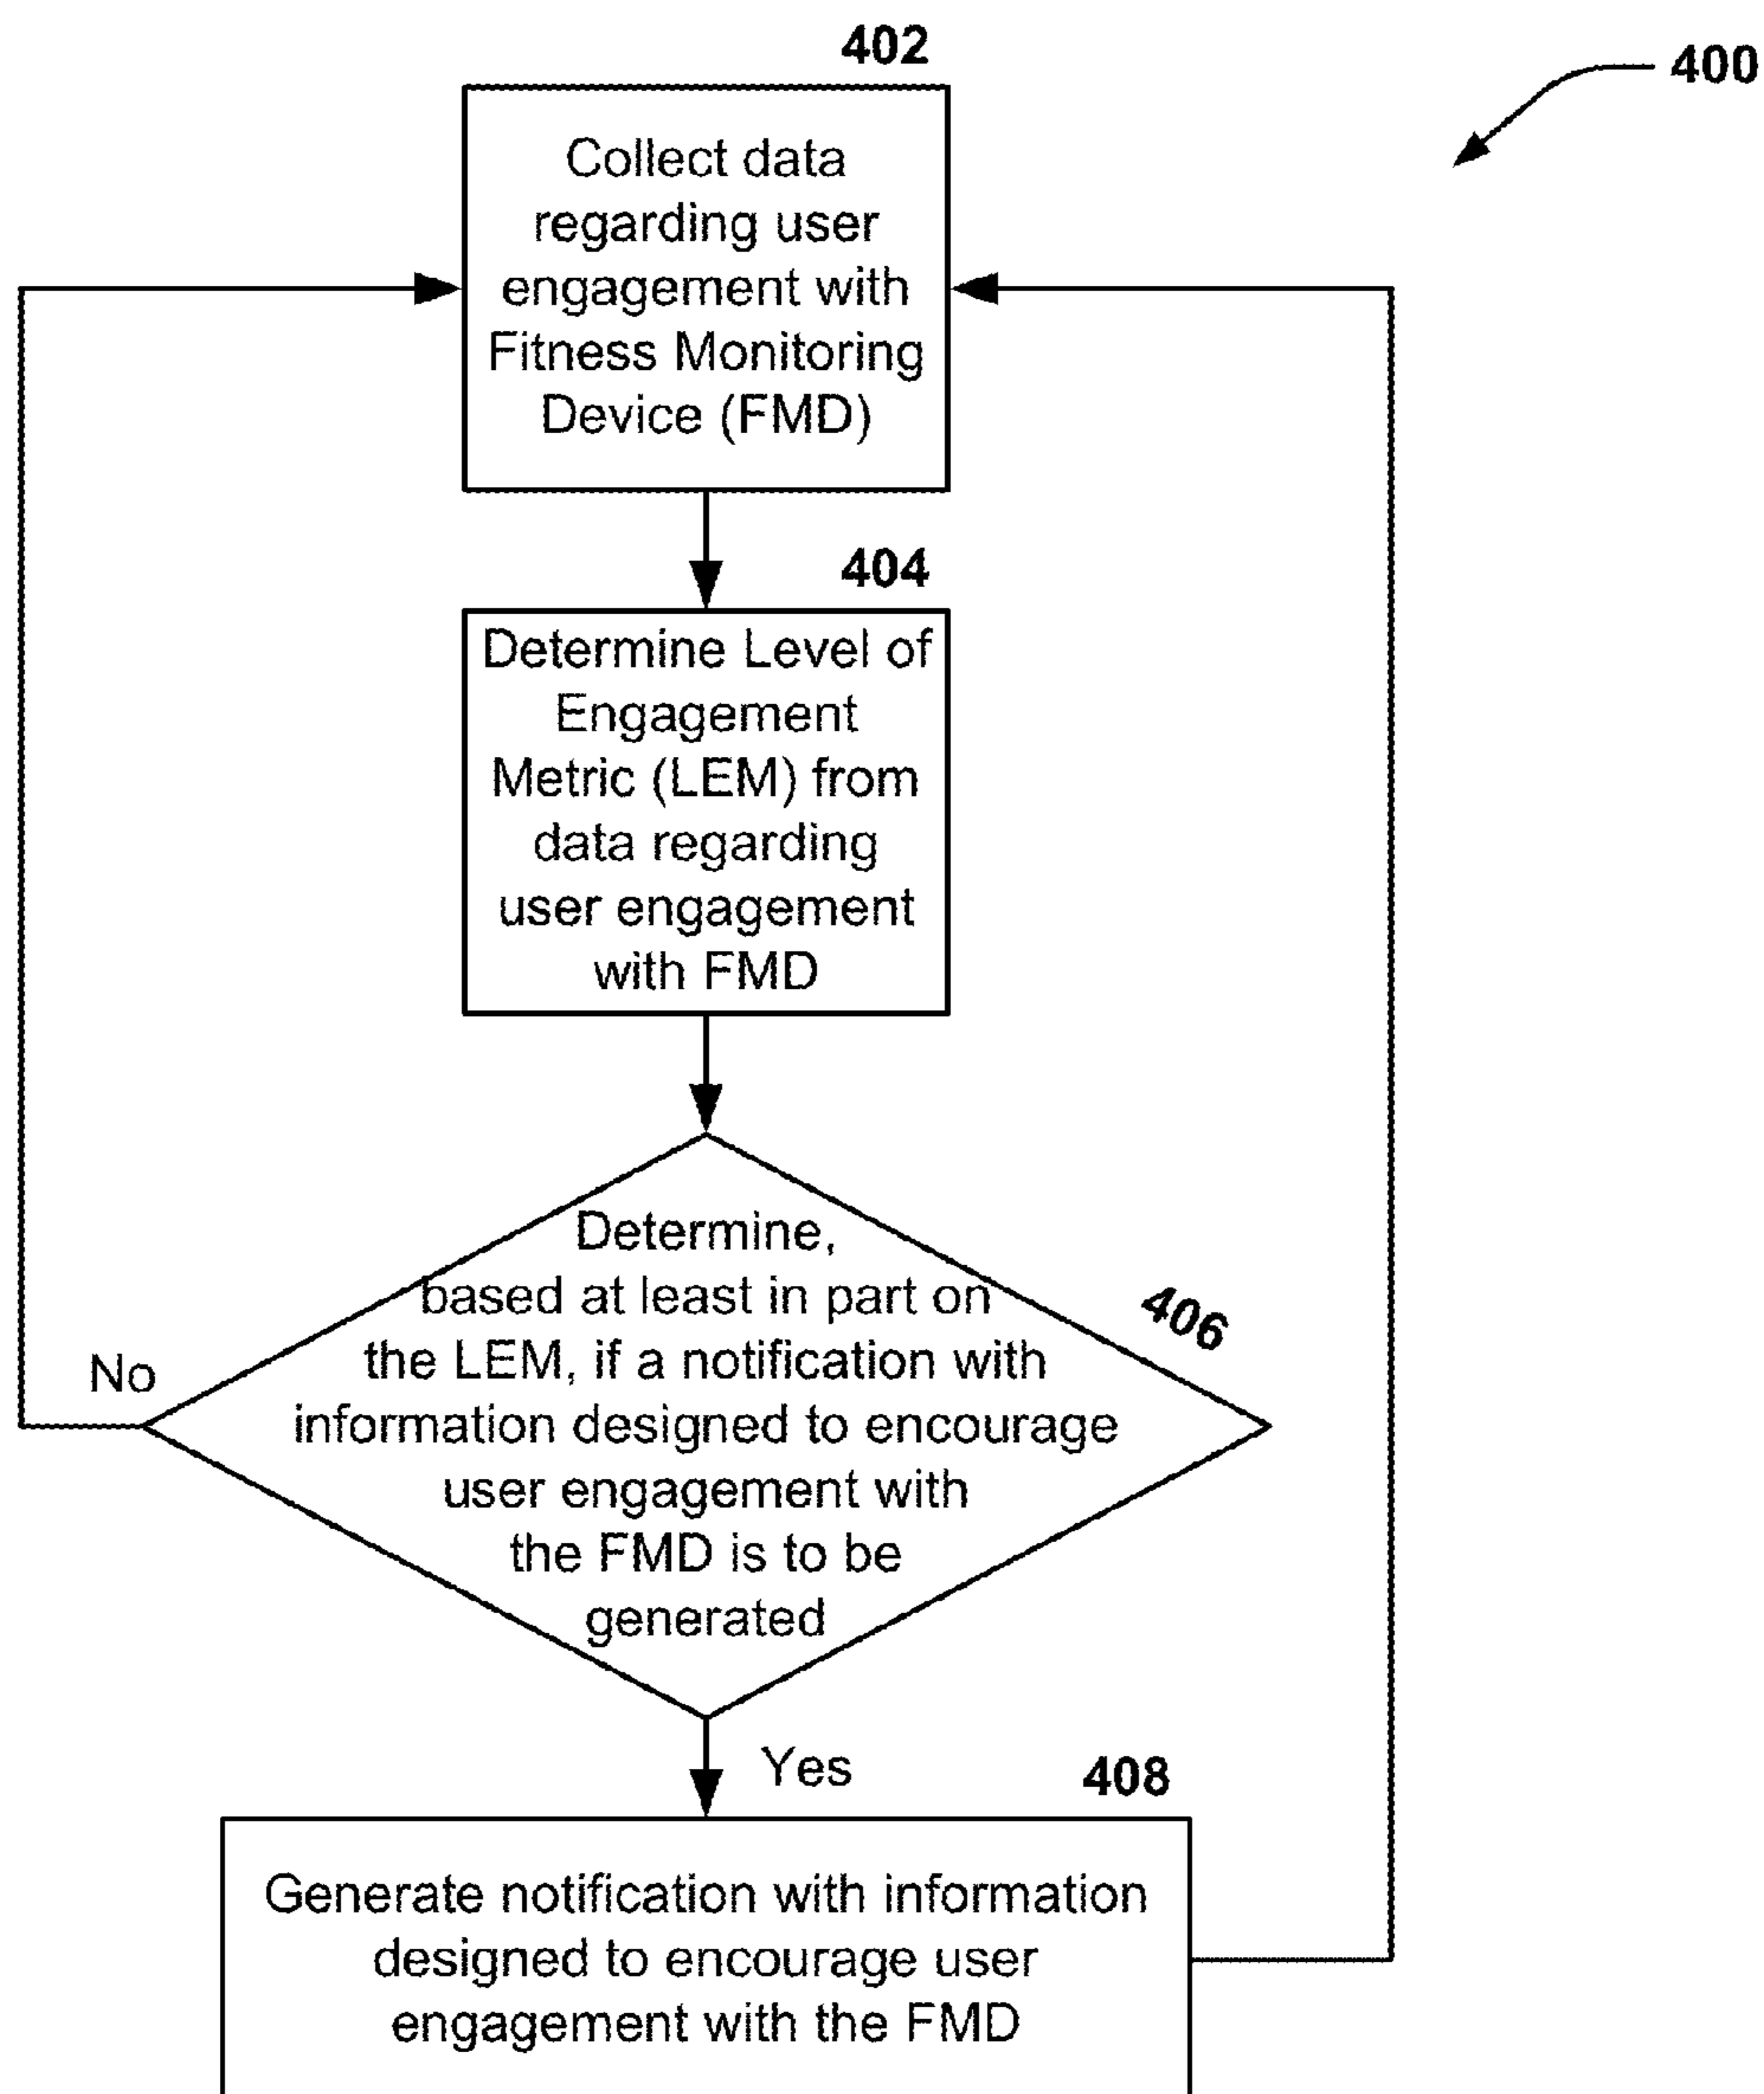 402
400
Collect data
regarding user
engagement with
Fitness Monitoring
Device (FMD)
404
Determine Level of
Engagement
Metric (LEM) from
data regarding
user engagement
with FMD
406
Determine,
based at least in part on
the LEM, if a notification with
information designed to encourage
user engagement with
the FMD is to be
generated
No
Yes
408
Generate notification with information
designed to encourage user
engagement with the FMD